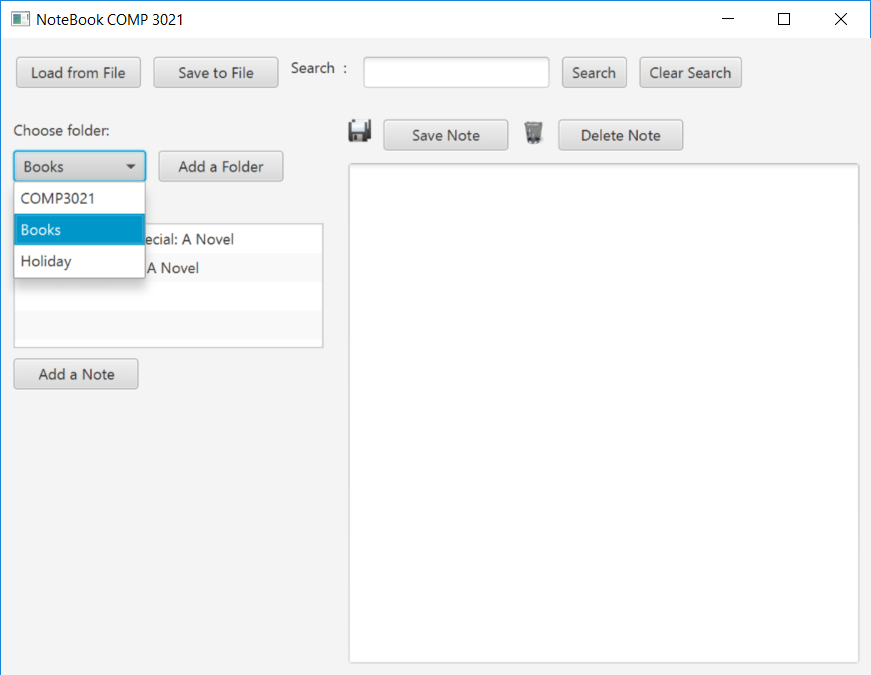 NoteBook COMP 3021
Load from File
Save to File
Search :
Search
Clear Search
Choose folder:
Save Note
Delete Note
Books
Add a Folder
COMP3021
Books
Holiday
ecial: A Novel
A Novel
Add a Note